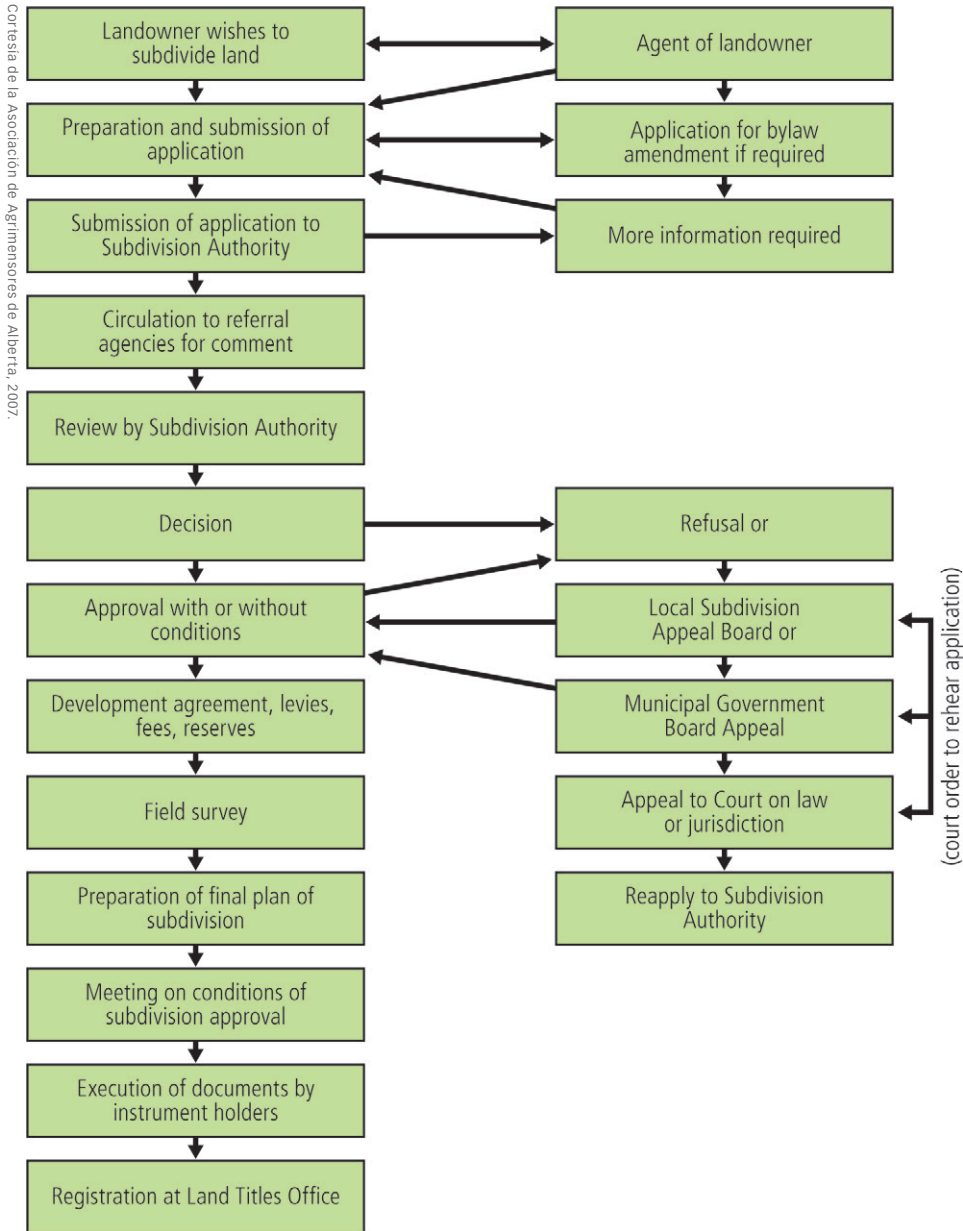 Landowner wishes to
subdivide land
Agent of landowner
Preparation and submission of
application
Application for bylaw
amendment if required
Submission of application to
Subdivision Authority
More information required
Circulation to referral
agencies for comment
Review by Subdivision Authority
Decision
Refusal or
Approval with or without
conditions
Local Subdivision
Appeal Board or
Development agreement, levies,
fees, reserves
Municipal Government
Board Appeal
Field survey
Appeal to Court on law
or jurisdiction
Preparation of final plan of
subdivision
Reapply to Subdivision
Authority
Meeting on conditions of
subdivision approval
Execution of documents by
instrument holders
Registration at Land Titles Office
(court order to rehear application)
Cortesía de la Asociación de Agrimensores de Alberta, 2007.